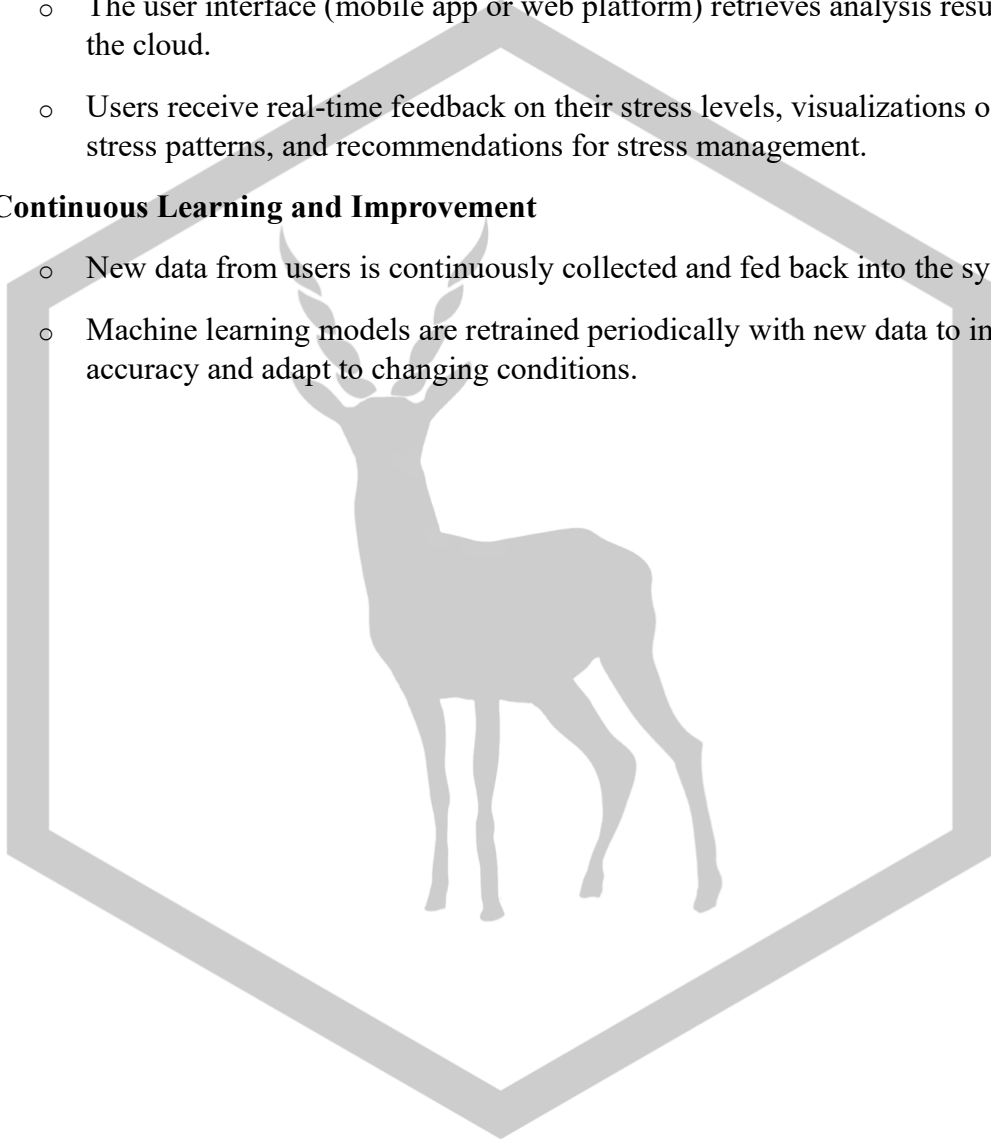 o The user interface (mobile app or web platform) retrieves analysis resu
the cloud.
o Users receive real-time feedback on their stress levels, visualizations o
stress patterns, and recommendations for stress management.
Continuous Learning and Improvement
o New data from users is continuously collected and fed back into the sy
o Machine learning models are retrained periodically with new data to in
accuracy and adapt to changing conditions.